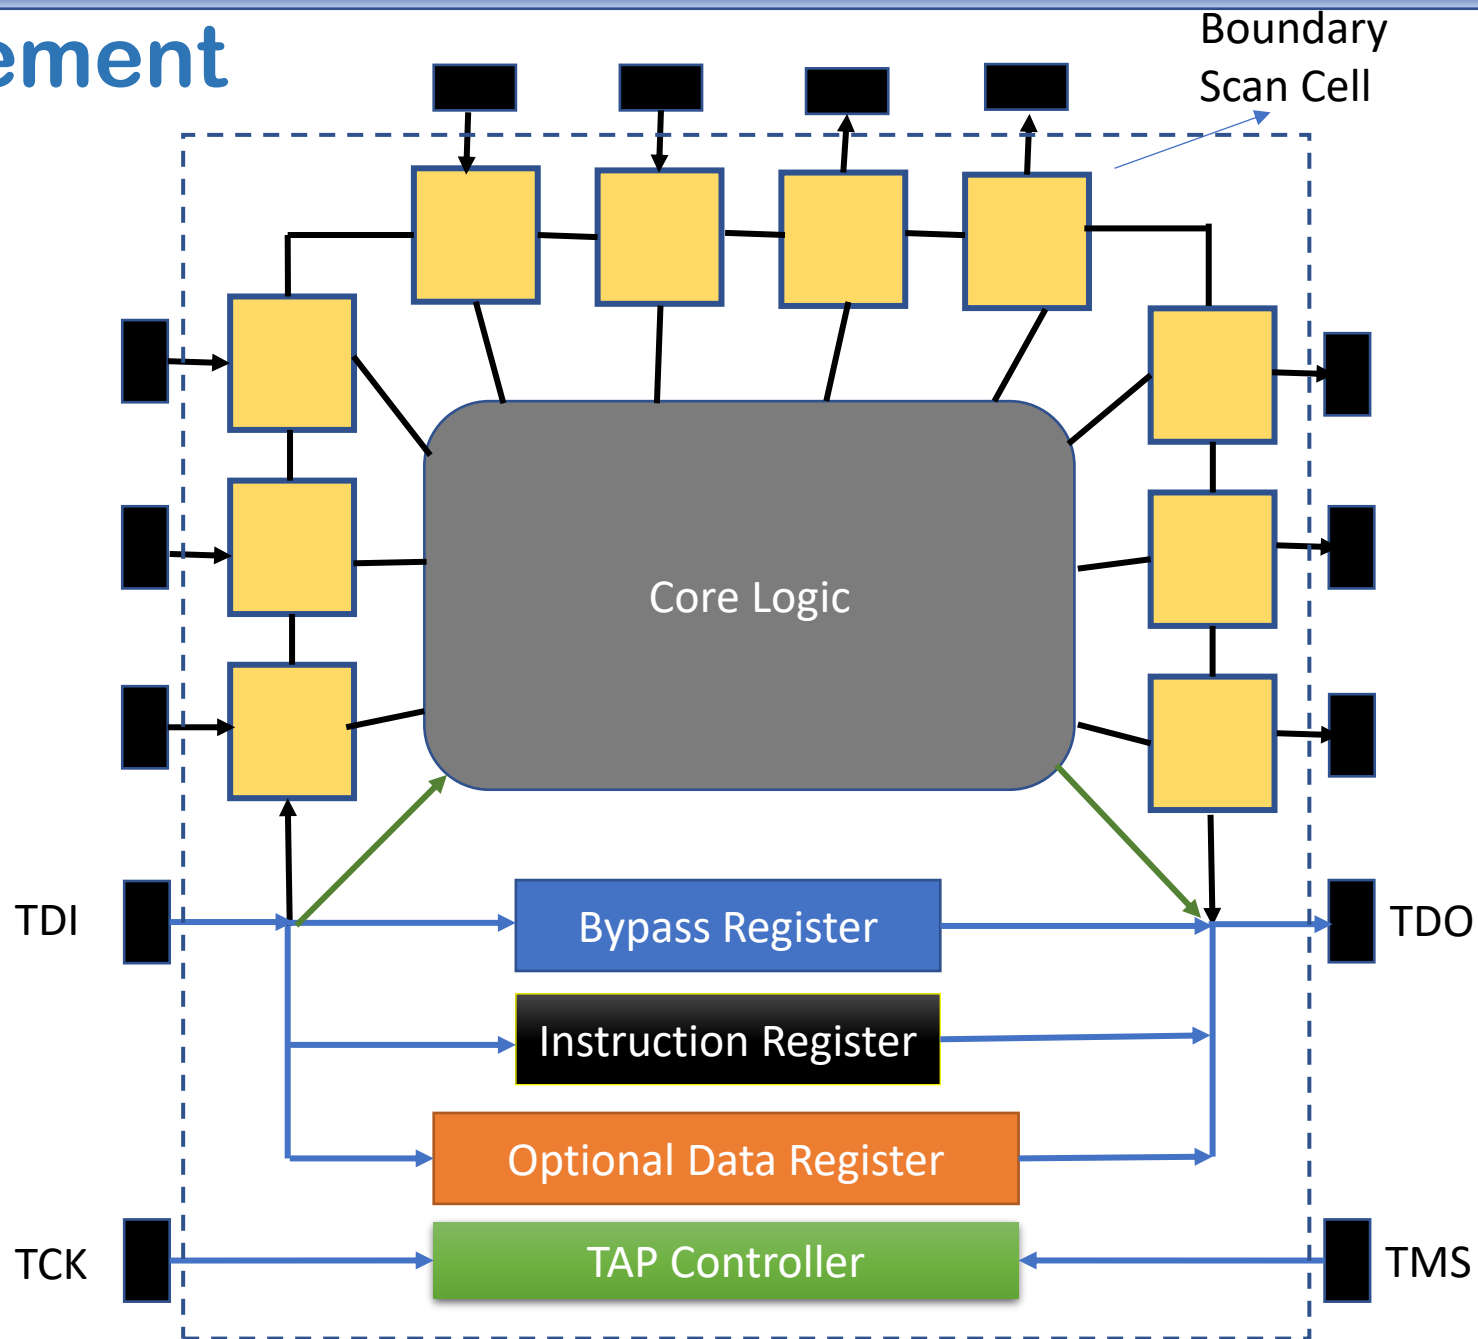 ement
Boundary
Scan Cell
Core Logic
TDI
Bypass Register
TDO
Instruction Register
Optional Data Register
TCK
TAP Controller
TMS